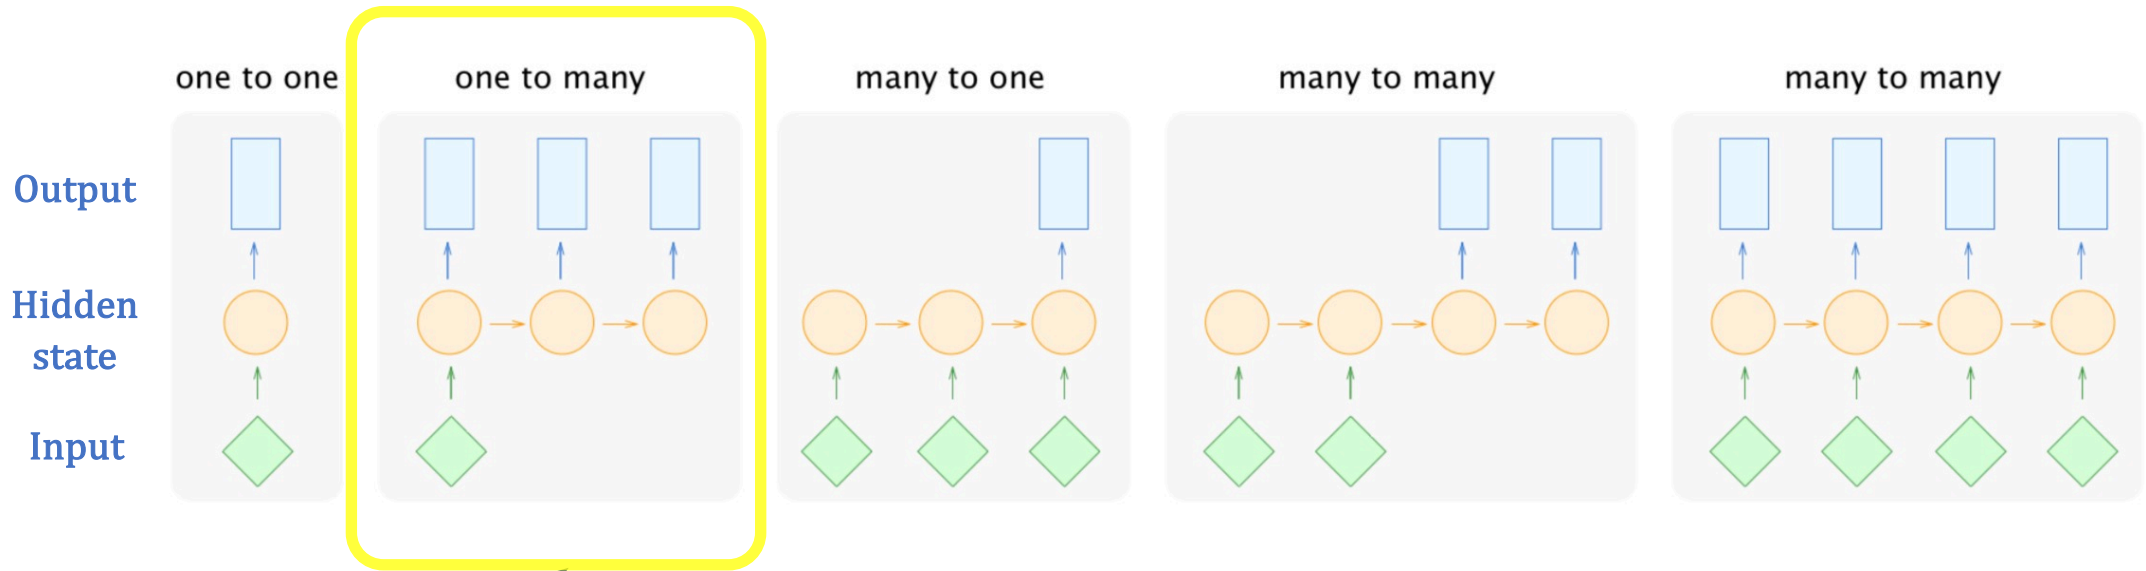 one to one
one to many
many to one
many to many
many to many
Output
Hidden
state
Input